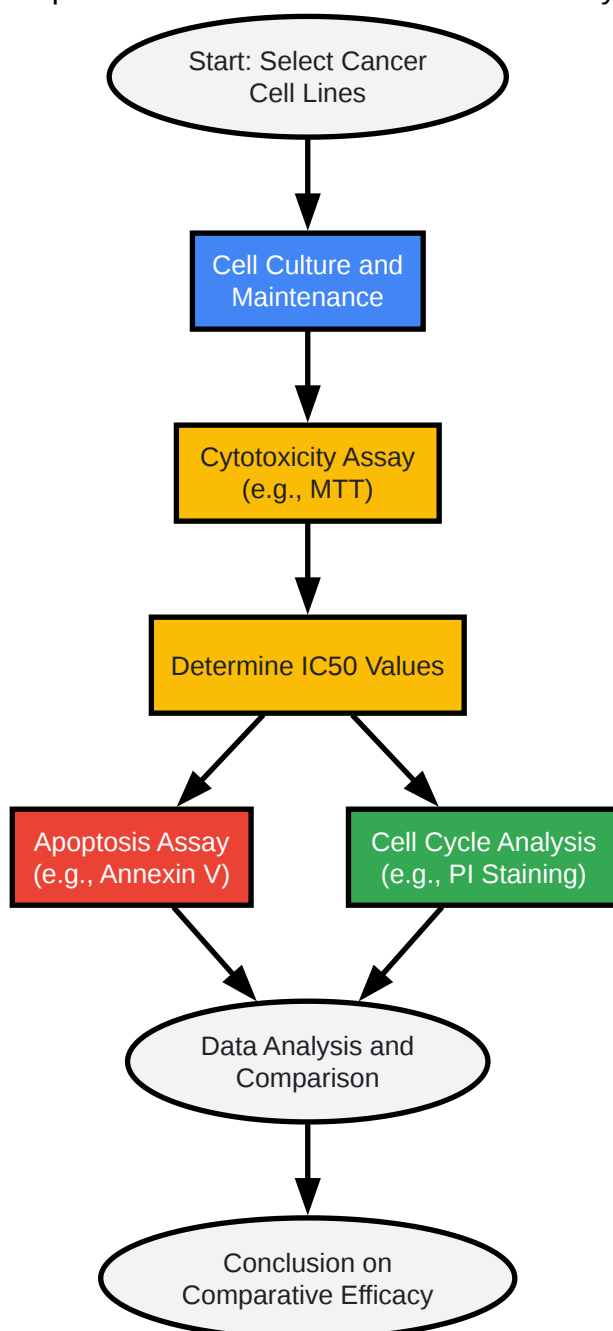 Start: Select Cancer
Cell Lines
Cell Culture and
Maintenance
Cytotoxicity Assay
(e.g., MTT)
Determine IC50 Values
Apoptosis Assay
(e.g., Annexin V)
Cell Cycle Analysis
(e.g., PI Staining)
Data Analysis and
Comparison
Conclusion on
Comparative Efficacy